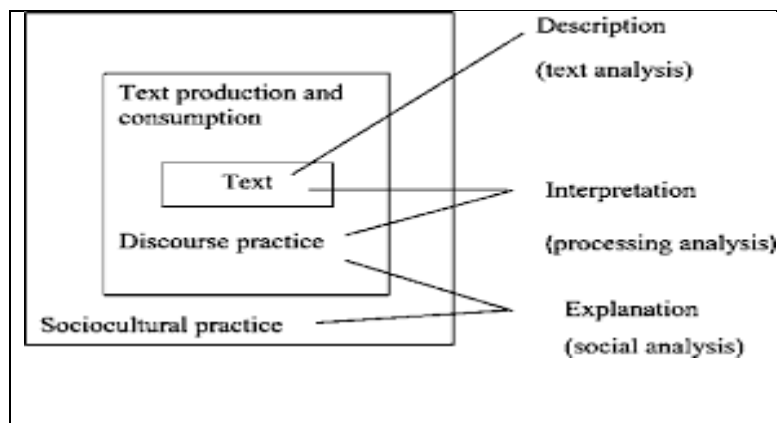 Description
(text analysis)
Text production and
consumption
Text
Interpretation
Discourse practice
(processing analysis)
Explanation
Sociocultural practice
(social analysis)